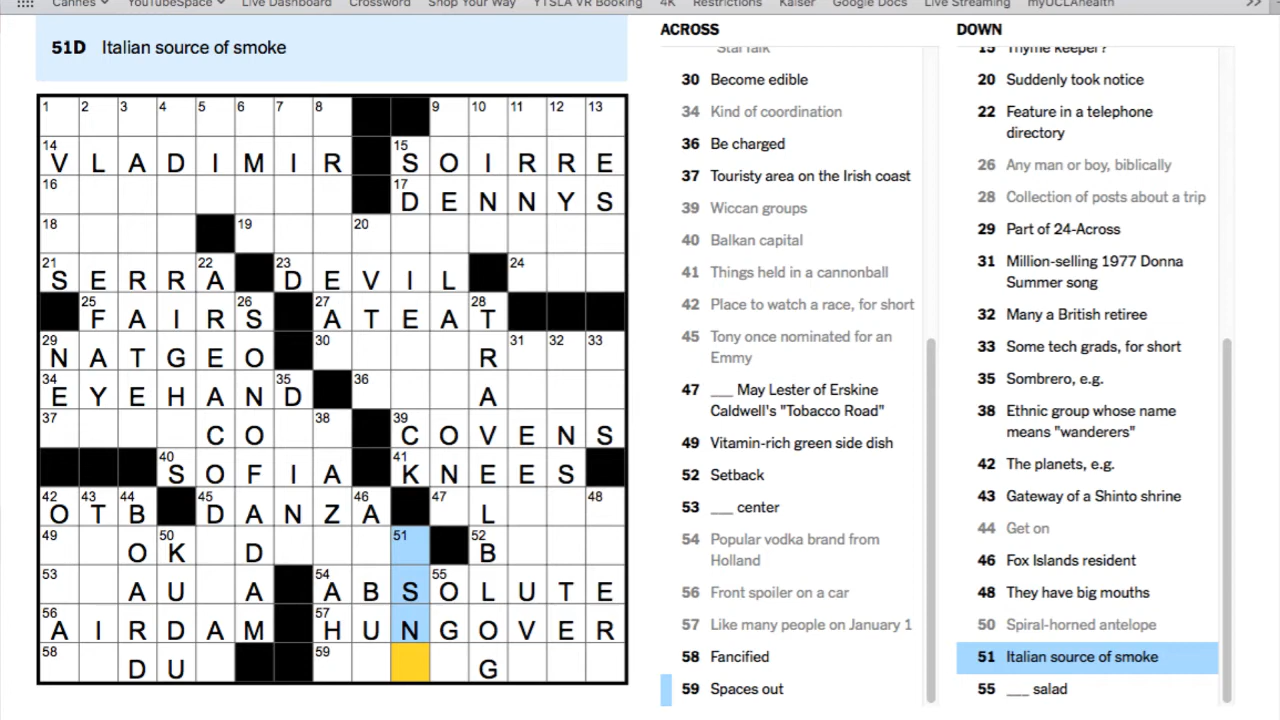 Cannes YouTubeSpace Live Dashboard Crossword Shop Your Way YTSLA VR Booking 4K Restrictions Kaiser Google Docs Live Streaming myUCLAhealth >>
51D Italian source of smoke
1 2 3 4 5 6 7 8 9 10 11 12 13
14 15
V L A D I M I R S O I R R E
16 17
D E N N Y S
18 19 20
21 22 23 24
S E R R A D E V I L
25 26 27 28
F A I R S A T E A T
29 30 31 32 33
N A T G E O R
34 35 36
E Y E H A N D A
37 38 39
C O C O V E N S
40 41
S O F I A K N E E S
42 43 44 45 46 47 48
O T B D A N Z A L
49 50 51 52
O K D B
53 54 55
A U A A B S O L U T E
56 57
A I R D A M H U N G O V E R
58 59
D U G
ACROSS
Star Talk
30 Become edible
34 Kind of coordination
36 Be charged
37 Touristy area on the Irish coast
39 Wiccan groups
40 Balkan capital
41 Things held in a cannonball
42 Place to watch a race, for short
45 Tony once nominated for an
Emmy
47 ___ May Lester of Erskine
Caldwell's "Tobacco Road"
49 Vitamin-rich green side dish
52 Setback
53 ___ center
54 Popular vodka brand from
Holland
56 Front spoiler on a car
57 Like many people on January 1
58 Fancified
59 Spaces out
DOWN
15 Thyme keeper?
20 Suddenly took notice
22 Feature in a telephone
directory
26 Any man or boy, biblically
28 Collection of posts about a trip
29 Part of 24-Across
31 Million-selling 1977 Donna
Summer song
32 Many a British retiree
33 Some tech grads, for short
35 Sombrero, e.g.
38 Ethnic group whose name
means "wanderers"
42 The planets, e.g.
43 Gateway of a Shinto shrine
44 Get on
46 Fox Islands resident
48 They have big mouths
50 Spiral-horned antelope
51 Italian source of smoke
55 ___ salad